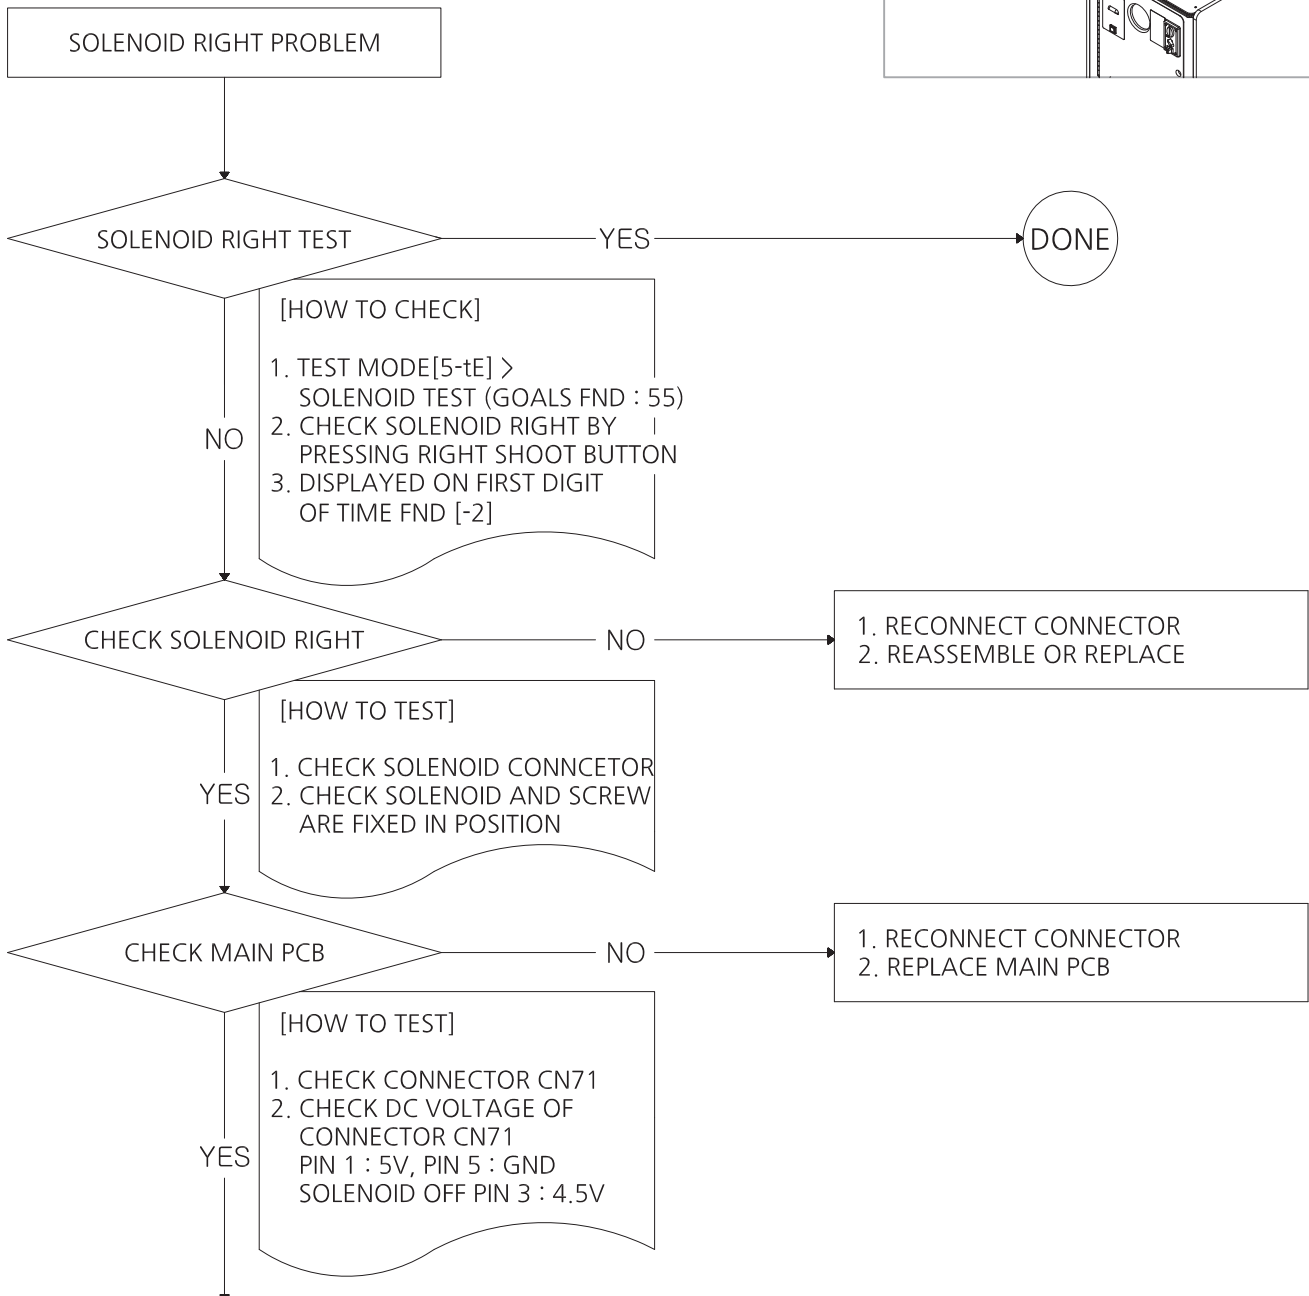 SOLENOID RIGHT PROBLEM
SOLENOID RIGHT TEST
YES
DONE
[HOW TO CHECK]
1. TEST MODE[5-tE] >
SOLENOID TEST (GOALS FND : 55)
2. CHECK SOLENOID RIGHT BY
PRESSING RIGHT SHOOT BUTTON
3. DISPLAYED ON FIRST DIGIT
OF TIME FND [-2]
NO
CHECK SOLENOID RIGHT
NO
1. RECONNECT CONNECTOR
2. REASSEMBLE OR REPLACE
[HOW TO TEST]
1. CHECK SOLENOID CONNCETOR
2. CHECK SOLENOID AND SCREW
ARE FIXED IN POSITION
YES
CHECK MAIN PCB
NO
1. RECONNECT CONNECTOR
2. REPLACE MAIN PCB
[HOW TO TEST]
1. CHECK CONNECTOR CN71
2. CHECK DC VOLTAGE OF
CONNECTOR CN71
PIN 1 : 5V, PIN 5 : GND
SOLENOID OFF PIN 3 : 4.5V
YES